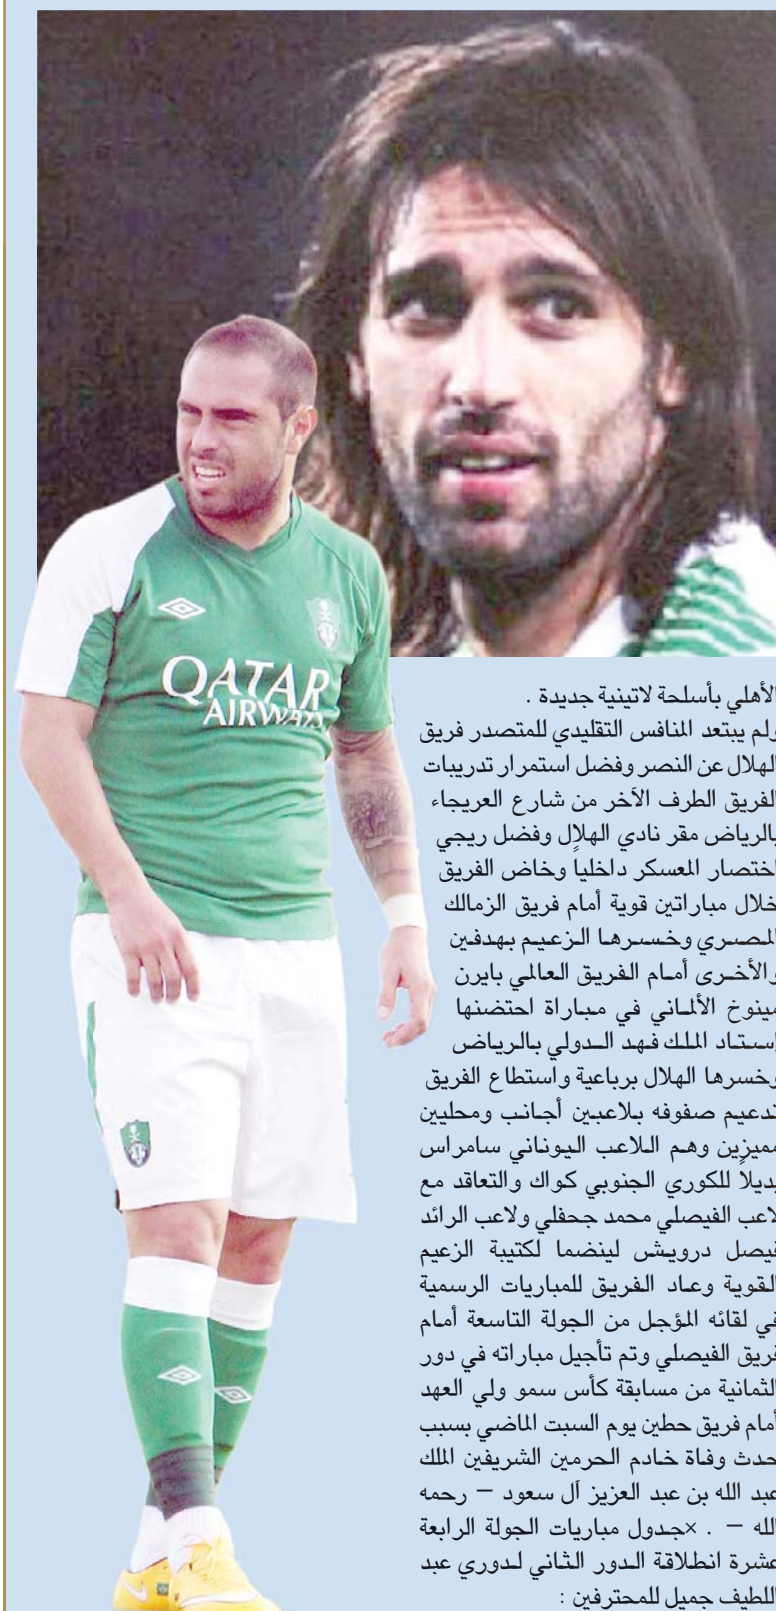 QATAR
AIRWAYS
الأهلي بأسلحة لاتينية جديدة .
ولم يبتعد المنافس التقليدي للمتصدر فريق
الهلال عن النصر وفضل استمرار تدريبات
الفريق الطرف الآخر من شارع العريجاء
بالرياض مقر نادي الهلال وفضل ريجي
اختصار المعسكر داخلياً وخاض الفريق
خلال مباراتين قوية أمام فريق الزمالك
المصري وخسرها الزعيم بهدفين
والأخرى أمام الفريق العالمي بايرن
مينوخ الألماني في مباراة احتضنها
استاد الملك فهد الدولي بالرياض
وخسرها الهلال برباعية واستطاع الفريق
تدعيم صفوفه بلاعبين أجانب ومحليين
مميزين وهم اللاعب اليوناني سامراس
بديلاً للكوري الجنوبي كواك والتعاقد مع
لاعب الفيصلي محمد جحفلي ولاعب الرائد
فيصل درويش لينضما لكتيبة الزعيم
القوية وعاد الفريق للمباريات الرسمية
في لقائه المؤجل من الجولة التاسعة أمام
فريق الفيصلي وتم تأجيل مباراته في دور
الثمانية من مسابقة كأس سمو ولي العهد
أمام فريق حطين يوم السبت الماضي بسبب
حدث وفاة خادم الحرمين الشريفين الملك
عبد الله بن عبد العزيز آل سعود – رحمه
الله – . ×جدول مباريات الجولة الرابعة
عشرة انطلاقة الدور الثاني لدوري عبد
اللطيف جميل للمحترفين :